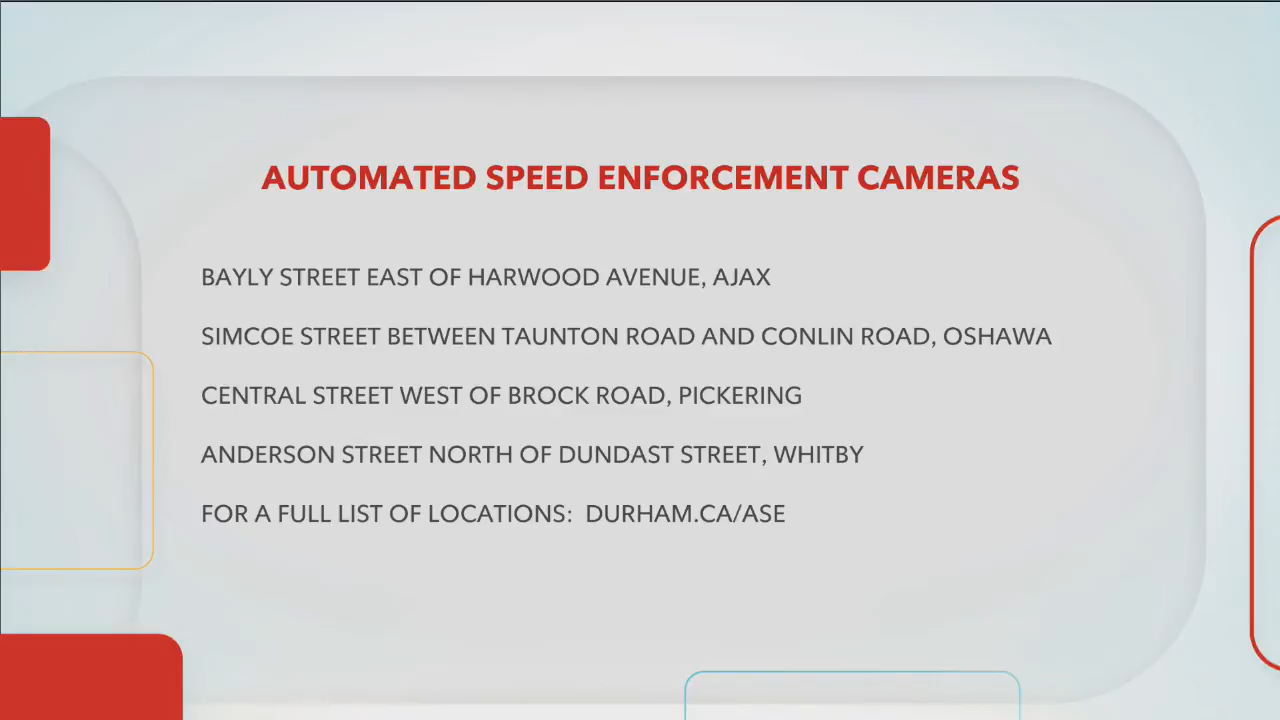 AUTOMATED SPEED ENFORCEMENT CAMERAS
BAYLY STREET EAST OF HARWOOD AVENUE, AJAX
SIMCOE STREET BETWEEN TAUNTON ROAD AND CONLIN ROAD, OSHAWA
CENTRAL STREET WEST OF BROCK ROAD, PICKERING
ANDERSON STREET NORTH OF DUNDAST STREET, WHITBY
FOR A FULL LIST OF LOCATIONS:  DURHAM.CA/ASE